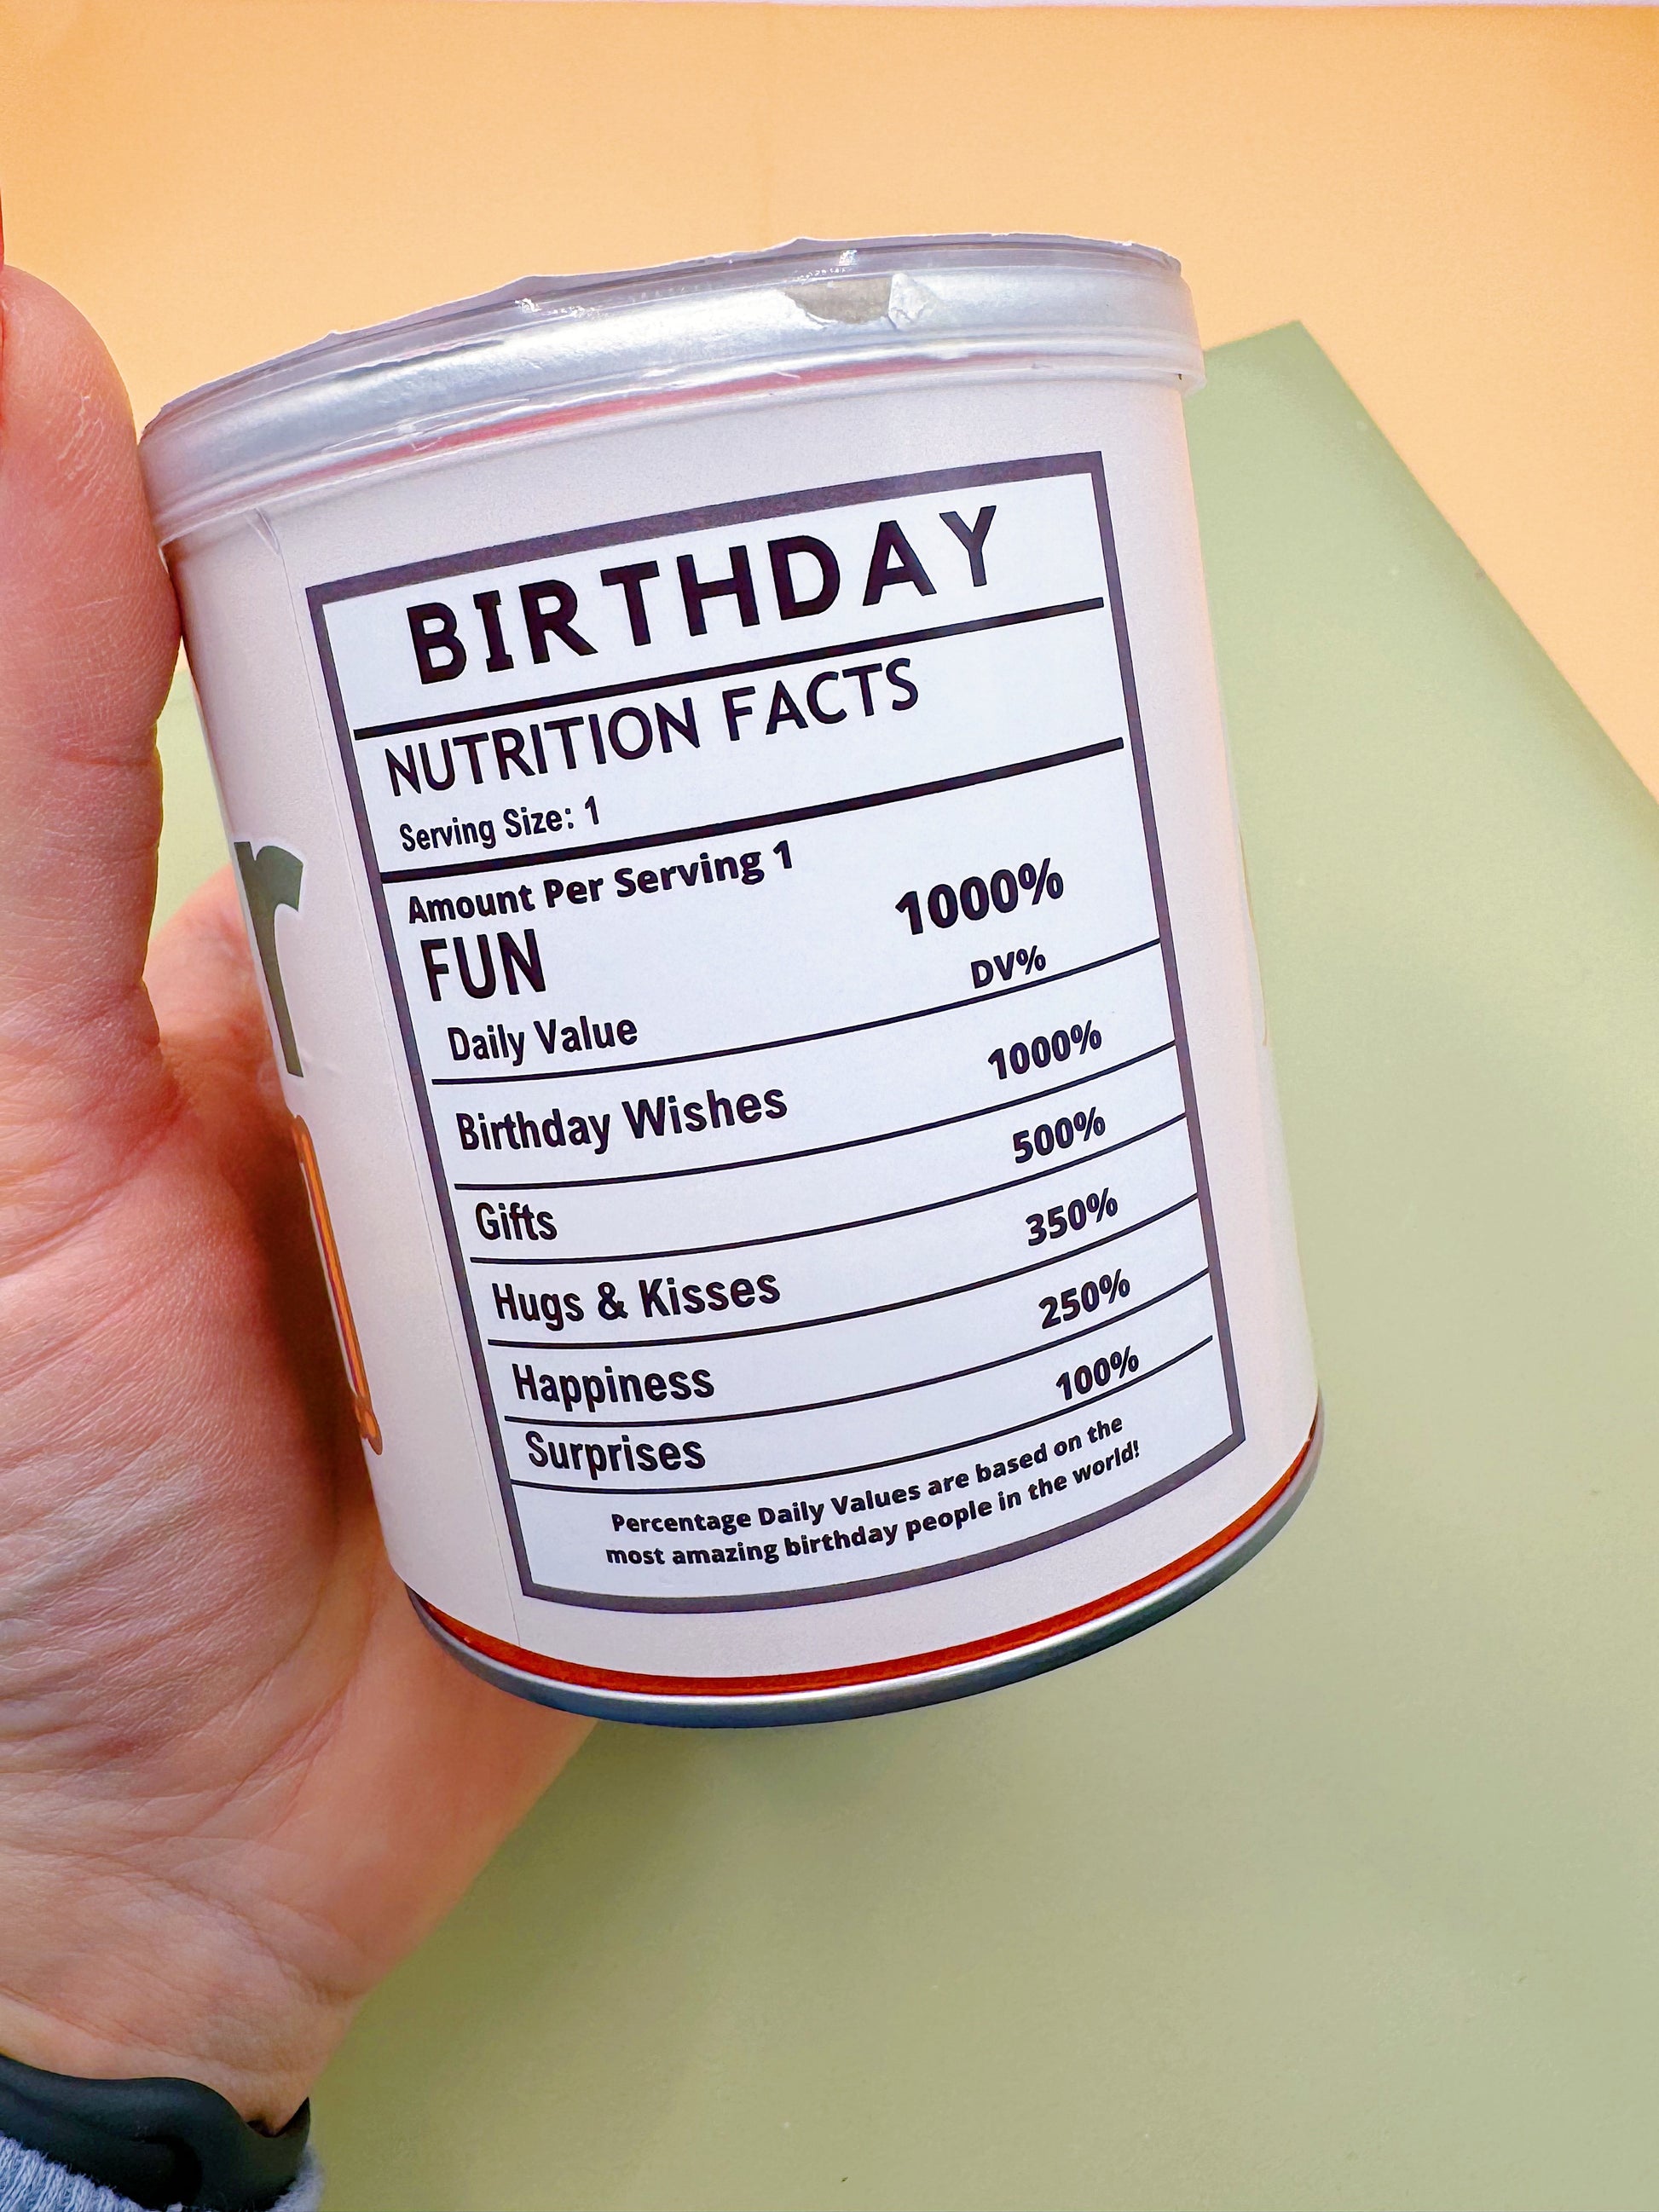 BIRTHDAY
NUTRITION FACTS
Serving Size: 1
Amount Per Serving 1
FUN 1000%
Daily Value DV%
Birthday Wishes 1000%
Gifts 500%
Hugs & Kisses 350%
Happiness 250%
Surprises 100%
Percentage Daily Values are based on the
most amazing birthday people in the world!
r